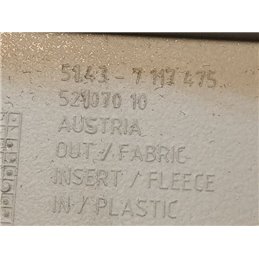 5143 - 7 117 475
521070 10
AUSTRIA
OUT / FABRIC
INSERT / FLEECE
IN / PLASTIC